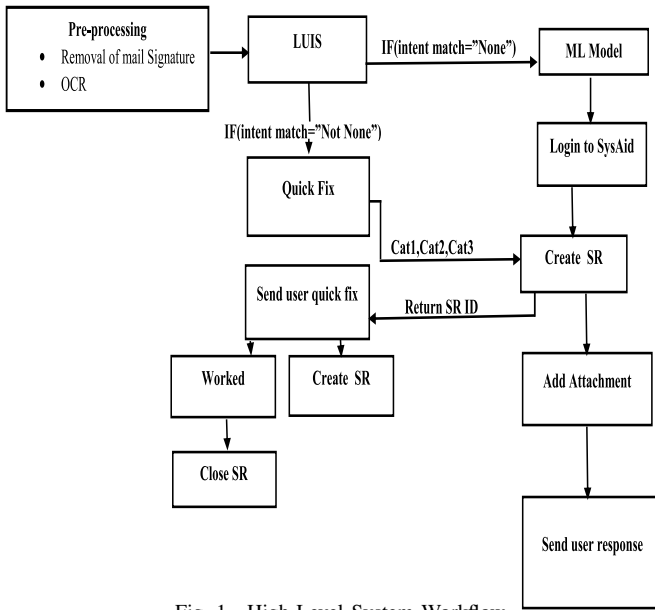 Pre-processing
• Removal of mail Signature
• OCR
LUIS
IF(intent match="None")
ML Model
IF(intent match="Not None")
Login to SysAid
Quick Fix
Cat1,Cat2,Cat3
Create SR
Send user quick fix
Return SR ID
Worked
Create SR
Add Attachment
Close SR
Send user response
Fig. 1. High Level System Workflow